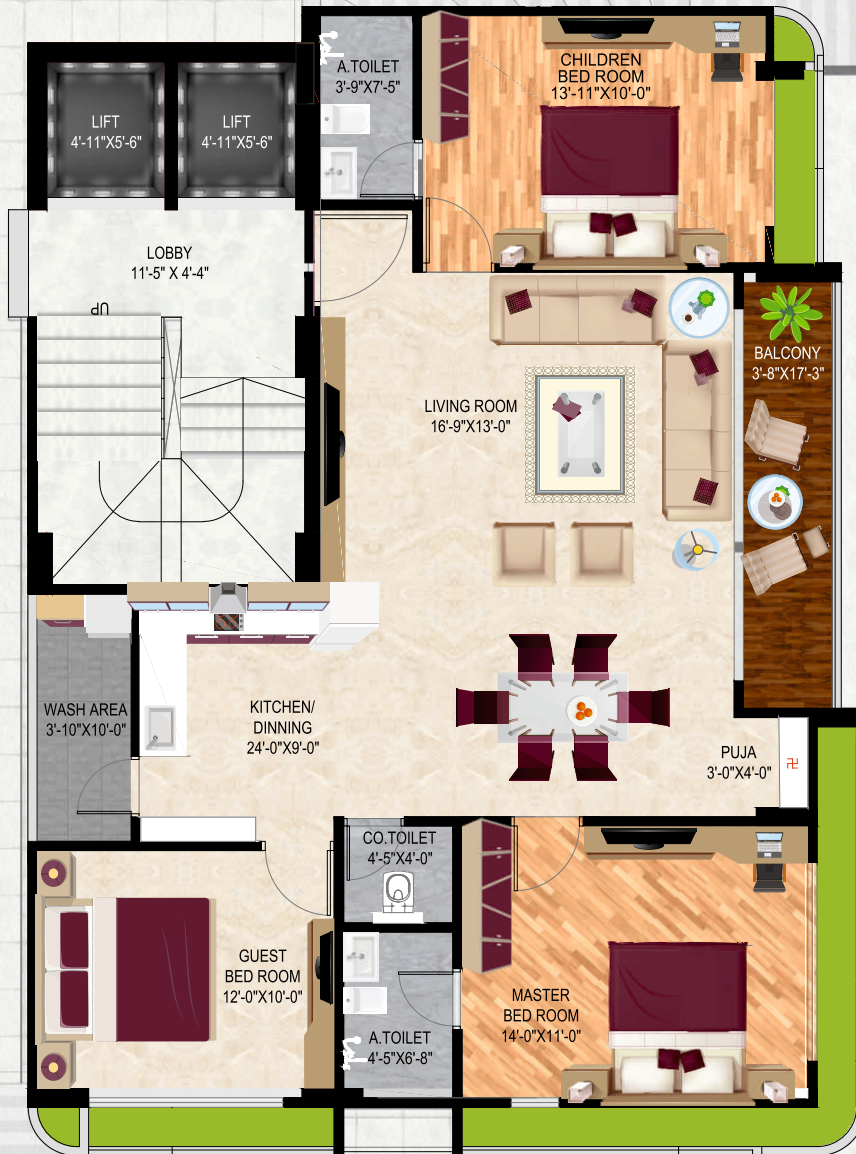 A.TOILET
3'-9"X7'-5"
CHILDREN
BED ROOM
13'-11"X10'-0"
LIFT
4'-11"X5'-6"
LIFT
4'-11"X5'-6"
LOBBY
11'-5" X 4'-4"
UP
BALCONY
3'-8"X17'-3"
LIVING ROOM
16'-9"X13'-0"
WASH AREA
3'-10"X10'-0"
KITCHEN/
DINNING
24'-0"X9'-0"
PUJA
3'-0"X4'-0"
卐
CO.TOILET
4'-5"X4'-0"
GUEST
BED ROOM
12'-0"X10'-0"
MASTER
BED ROOM
14'-0"X11'-0"
A.TOILET
4'-5"X6'-8"